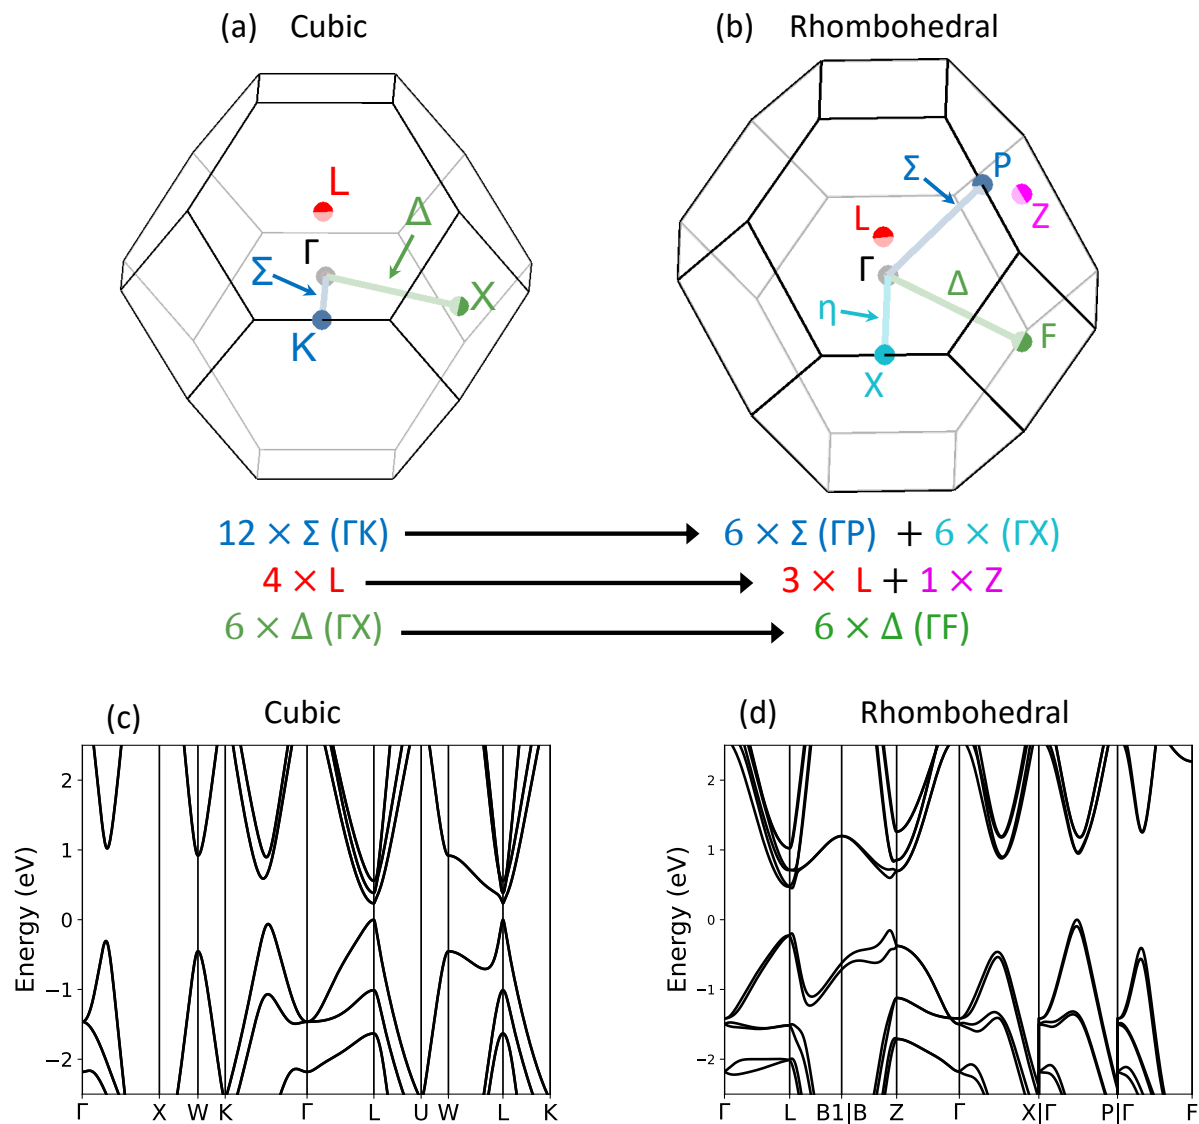 (a) Cubic
(b) Rhombohedral
L
Δ
Γ
Σ
X
K
Σ
P
Z
L
Γ
Δ
η
F
X
12 × Σ (ΓK)
6 × Σ (ΓP) + 6 × (ΓX)
4 × L
3 × L + 1 × Z
6 × Δ (ΓX)
6 × Δ (ΓF)
(c) Cubic
(d) Rhombohedral
Energy (eV)
2
1
0
−1
−2
Γ X W K Γ L U W L K
Energy (eV)
2
1
0
−1
−2
Γ L B1|B Z Γ X|Γ P|Γ F